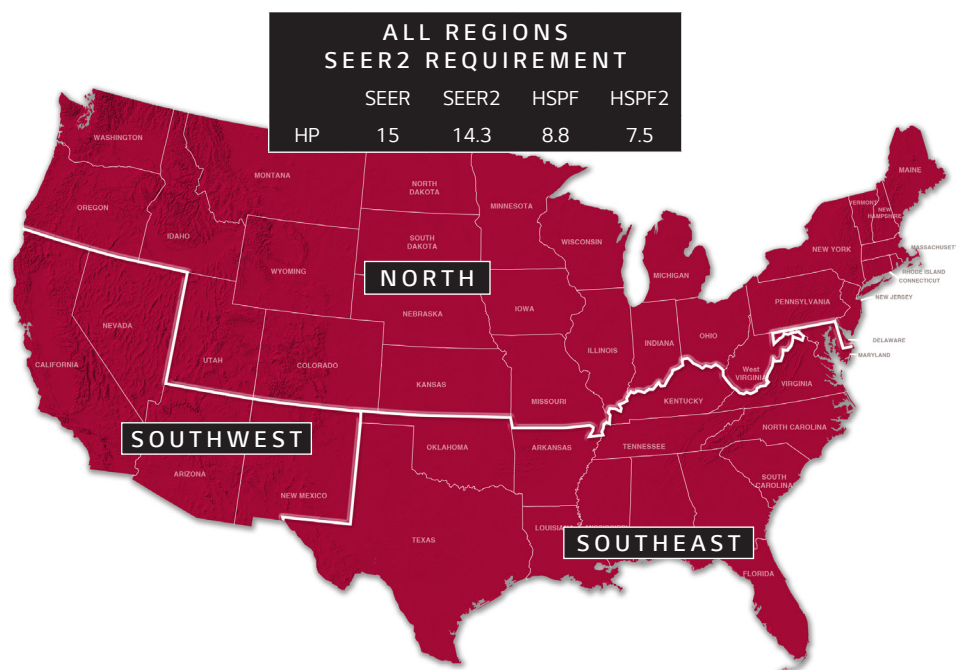 ALL REGIONS
SEER2 REQUIREMENT
SEER SEER2 HSPF HSPF2
HP 15 14.3 8.8 7.5
WASHINGTON
MONTANA
NORTH
DAKOTA
MINNESOTA
MAINE
OREGON
IDAHO
VERMONT
NEW
HAMPSHIRE
SOUTH
DAKOTA
WISCONSIN
NEW YORK
MASSACHUSETT
WYOMING
NORTH
MICHIGAN
RHODE ISLAND
CONNECTICUT
PENNSYLVANIA
NEW JERSEY
NEVADA
NEBRASKA
IOWA
CALIFORNIA
UTAH
COLORADO
ILLINOIS
INDIANA
OHIO
DELAWARE
MARYLAND
KANSAS
MISSOURI
West
VIRGINIA
VIRGINIA
KENTUCKY
SOUTHWEST
OKLAHOMA
ARKANSAS
TENNESSEE
NORTH CAROLINA
ARIZONA
NEW MEXICO
SOUTH
CAROLINA
TEXAS
LOUISIAN
SOUTHEAST
FLORIDA